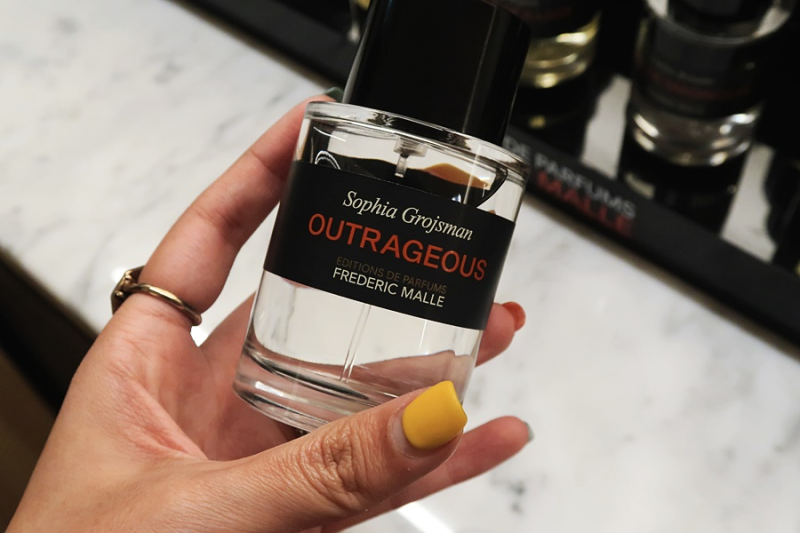 Sophia Grojsman
OUTRAGEOUS
EDITIONS DE PARFUMS
FREDERIC MALLE
DE PARFUMS
MALLE